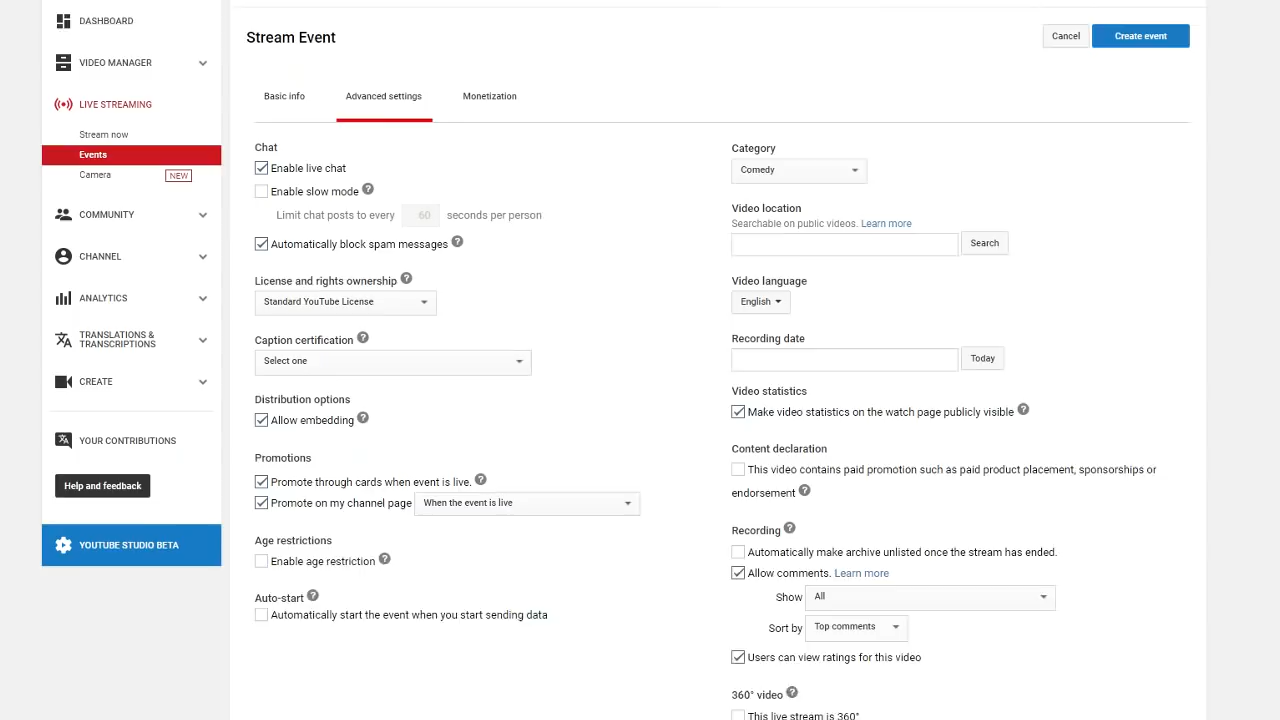 DASHBOARD
VIDEO MANAGER
LIVE STREAMING
Stream now
Events
Camera NEW
COMMUNITY
CHANNEL
ANALYTICS
TRANSLATIONS &
TRANSCRIPTIONS
CREATE
YOUR CONTRIBUTIONS
Help and feedback
YOUTUBE STUDIO BETA
Stream Event
Cancel
Create event
Basic info
Advanced settings
Monetization
Chat
Enable live chat
Enable slow mode ?
Limit chat posts to every 60 seconds per person
Automatically block spam messages ?
License and rights ownership ?
Standard YouTube License
Caption certification ?
Select one
Distribution options
Allow embedding ?
Promotions
Promote through cards when event is live. ?
Promote on my channel page When the event is live
Age restrictions
Enable age restriction ?
Auto-start ?
Automatically start the event when you start sending data
Category
Comedy
Video location
Searchable on public videos. Learn more
Search
Video language
English
Recording date
Today
Video statistics
Make video statistics on the watch page publicly visible ?
Content declaration
This video contains paid promotion such as paid product placement, sponsorships or
endorsement ?
Recording ?
Automatically make archive unlisted once the stream has ended.
Allow comments. Learn more
Show All
Sort by Top comments
Users can view ratings for this video
360° video ?
This live stream is 360°